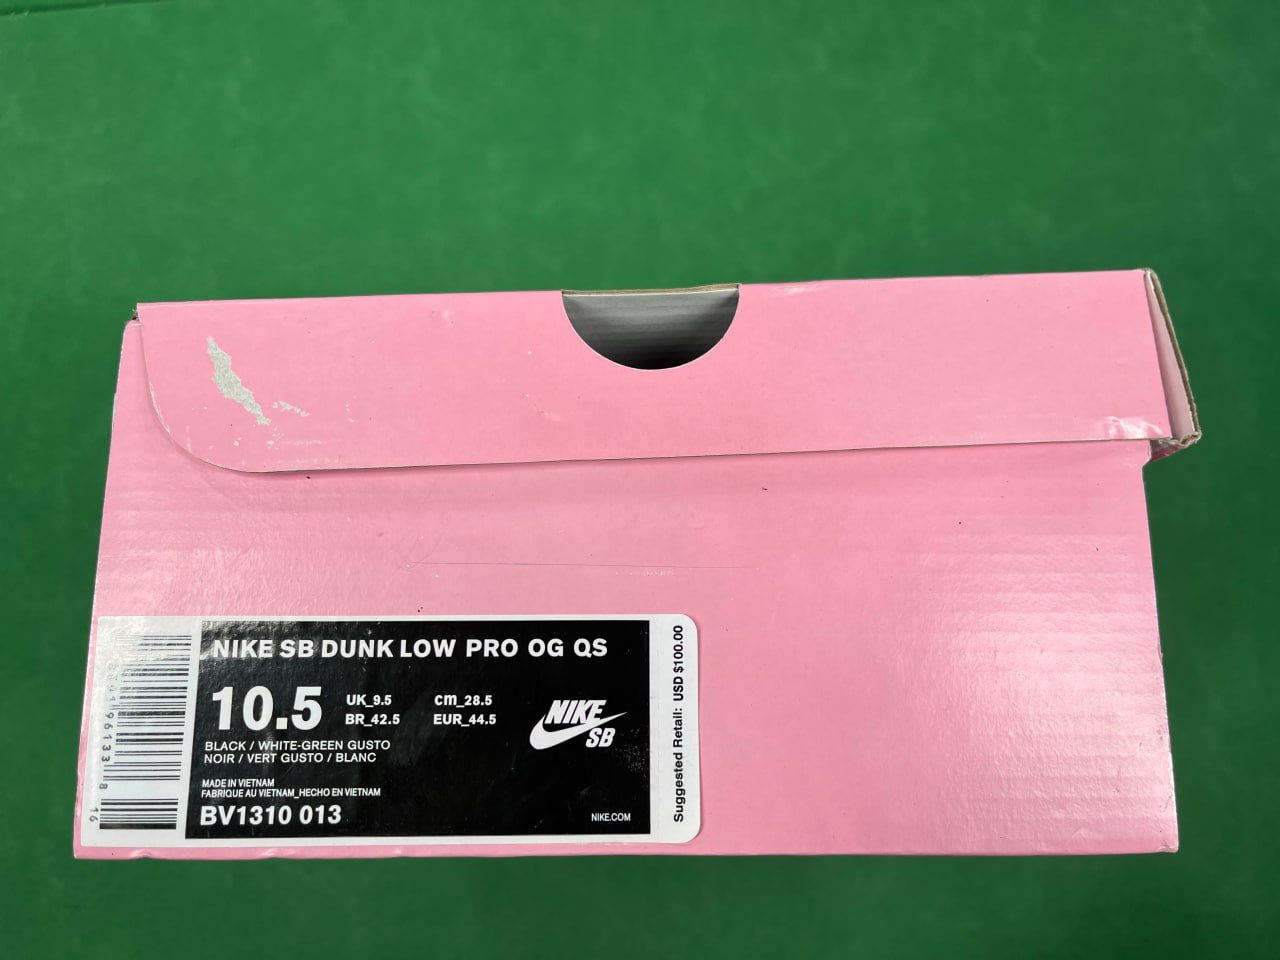 NIKE SB DUNK LOW PRO OG QS
10.5
UK_9.5 cm_28.5
BR_42.5 EUR_44.5
BLACK / WHITE-GREEN GUSTO
NOIR / VERT GUSTO / BLANC
MADE IN VIETNAM
FABRIQUE AU VIETNAM_HECHO EN VIETNAM
BV1310 013
NIKE
SB
NIKE.COM
Suggested Retail: USD $100.00